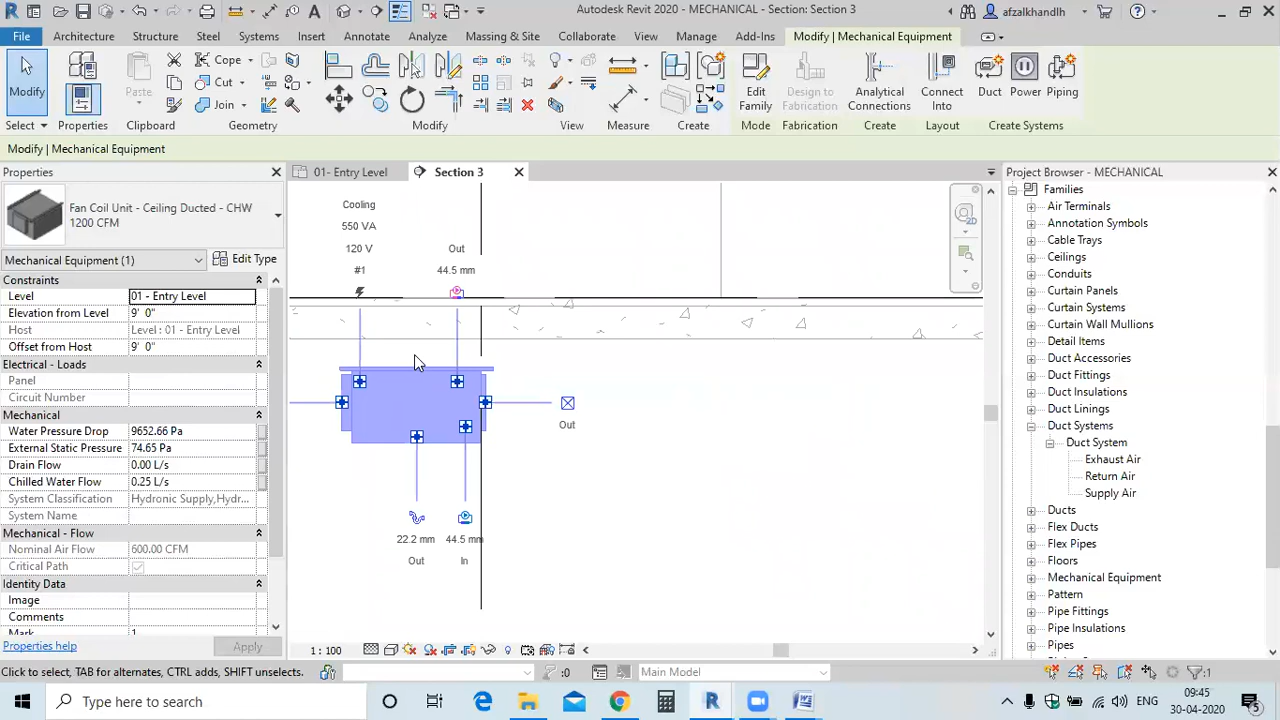 Autodesk Revit 2020 - MECHANICAL - Section: Section 3
afzalkhandlh
File
Architecture
Structure
Steel
Systems
Insert
Annotate
Analyze
Massing & Site
Collaborate
View
Manage
Add-Ins
Modify | Mechanical Equipment
Modify
Paste
Cope
Cut
Join
Edit
Family
Design to
Fabrication
Analytical
Connections
Connect
Into
Duct
Power
Piping
Select
Properties
Clipboard
Geometry
Modify
View
Measure
Create
Mode
Fabrication
Create
Layout
Create Systems
Modify | Mechanical Equipment
Properties
Fan Coil Unit - Ceiling Ducted - CHW
1200 CFM
Mechanical Equipment (1)
Edit Type
Constraints
Level 01 - Entry Level
Elevation from Level 9' 0"
Host Level : 01 - Entry Level
Offset from Host 9' 0"
Electrical - Loads
Panel
Circuit Number
Mechanical
Water Pressure Drop 9652.66 Pa
External Static Pressure 74.65 Pa
Drain Flow 0.00 L/s
Chilled Water Flow 0.25 L/s
System Classification Hydronic Supply,Hydr...
System Name
Mechanical - Flow
Nominal Air Flow 600.00 CFM
Critical Path
Identity Data
Image
Comments
Mark 1
Properties help
Apply
01- Entry Level
Section 3
Cooling
550 VA
120 V
#1
Out
44.5 mm
Out
22.2 mm
Out
44.5 mm
In
2D
1 : 100
Project Browser - MECHANICAL
Families
Air Terminals
Annotation Symbols
Cable Trays
Ceilings
Conduits
Curtain Panels
Curtain Systems
Curtain Wall Mullions
Detail Items
Duct Accessories
Duct Fittings
Duct Insulations
Duct Linings
Duct Systems
Duct System
Exhaust Air
Return Air
Supply Air
Ducts
Flex Ducts
Flex Pipes
Floors
Mechanical Equipment
Pattern
Pipe Fittings
Pipe Insulations
Pipes
Click to select, TAB for alternates, CTRL adds, SHIFT unselects.
:0
Main Model
:1
Type here to search
ENG
09:45
30-04-2020
5